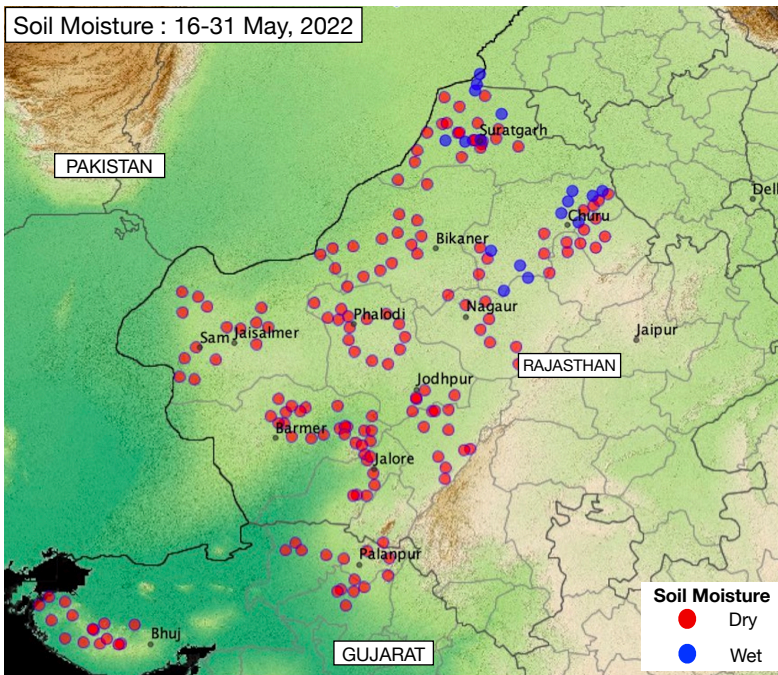 Soil Moisture : 16-31 May, 2022
PAKISTAN
Suratgarh
Churu
Bikaner
Nagaur
Phalodi
Sam
Jaisalmer
Jaipur
RAJASTHAN
Jodhpur
Barmer
Jalore
Palanpur
Bhuj
GUJARAT
Soil Moisture
Dry
Wet